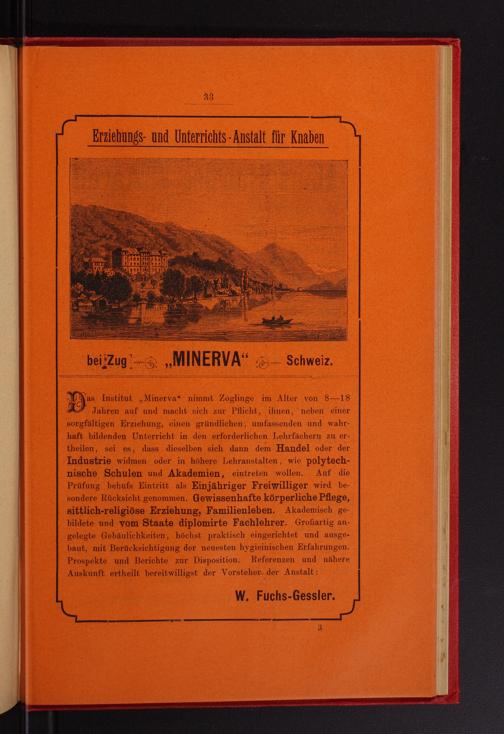 33
Erziehungs- und Unterrichts-Anstalt für Knaben
bei Zug „MINERVA“ Schweiz.
Das Institut „Minerva“ nimmt Zöglinge im Alter von 8—18
Jahren auf und macht sich zur Pflicht, ihnen, neben einer
sorgfältigen Erziehung, einen gründlichen, umfassenden und wahr-
haft bildenden Unterricht in den erforderlichen Lehrfächern zu er-
theilen, sei es, dass dieselben sich dann dem Handel oder der
Industrie widmen oder in höhere Lehranstalten, wie polytech-
nische Schulen und Akademien, eintreten wollen. Auf die
Prüfung behufs Eintritt als Einjähriger Freiwilliger wird be-
sondere Rücksicht genommen. Gewissenhafte körperliche Pflege,
sittlich-religiöse Erziehung, Familienleben. Akademisch ge-
bildete und vom Staate diplomirte Fachlehrer. Grofsartig an-
gelegte Gebäulichkeiten, höchst praktisch eingerichtet und ausge-
baut, mit Berücksichtigung der neuesten hygieinischen Erfahrungen.
Prospekte und Berichte zur Disposition. Referenzen und nähere
Auskunft ertheilt bereitwilligst der Vorsteher der Anstalt:
W. Fuchs-Gessler.
3